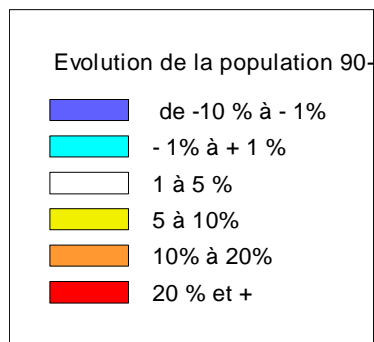 Evolution de la population 90-
de -10 % à - 1%
- 1% à + 1 %
1 à 5 %
5 à 10%
10% à 20%
20 % et +